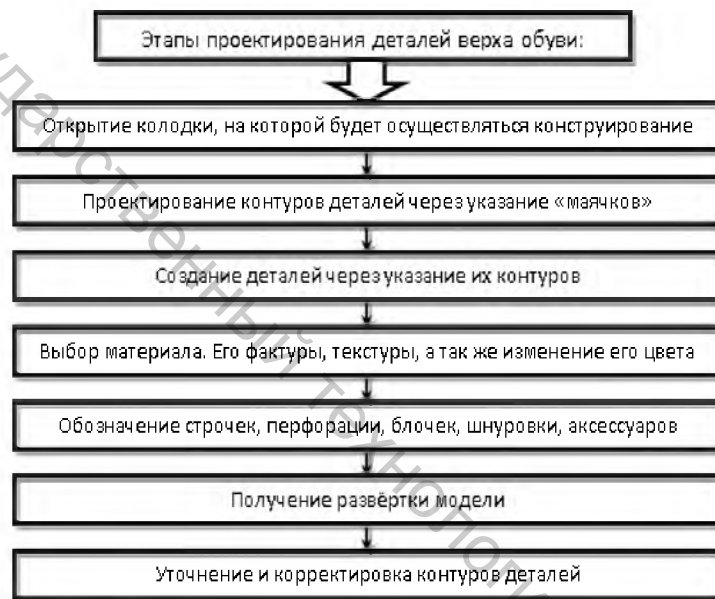 Этапы проектирования деталей верха обуви:
Открытие колодки, на которой будет осуществляться конструирование
Проектирование контуров деталей через указание «маячков»
Создание деталей через указание их контуров
Выбор материала. Его фактуры, текстуры, а так же изменение его цвета
Обозначение строчек, перфорации, блочек, шнуровки, аксессуаров
Получение развёртки модели
Уточнение и корректировка контуров деталей